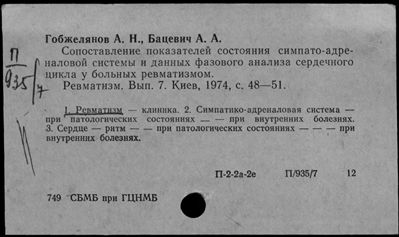 Гобжелянов А. Н., Бацевич А. А.
Сопоставление показателей состояния симпато-адре-
наловой системы и данных фазового анализа сердечного
цикла у больных ревматизмом.
Ревматизм. Вып. 7. Киев, 1974, с. 48—51.
П
935/7
1. Ревматизм — клиника. 2. Симпатико-адреналовая система —
при патологических состояниях — — при внутренних болезнях.
3. Сердце — ритм — — при патологических состояниях — — — при
внутренних болезнях.
П-2-2а-2е П/935/7 12
749 СБМБ при ГЦНМБ